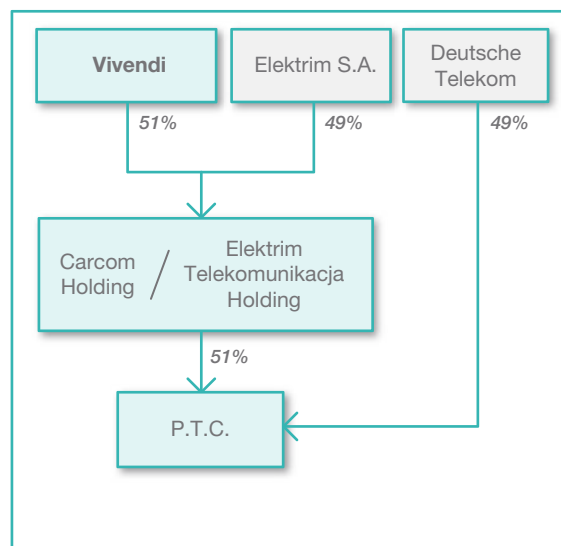 Vivendi
Elektrim S.A.
Deutsche
Telekom
51%
49%
49%
Carcom
Holding
/
Elektrim
Telekomunikacja
Holding
51%
P.T.C.